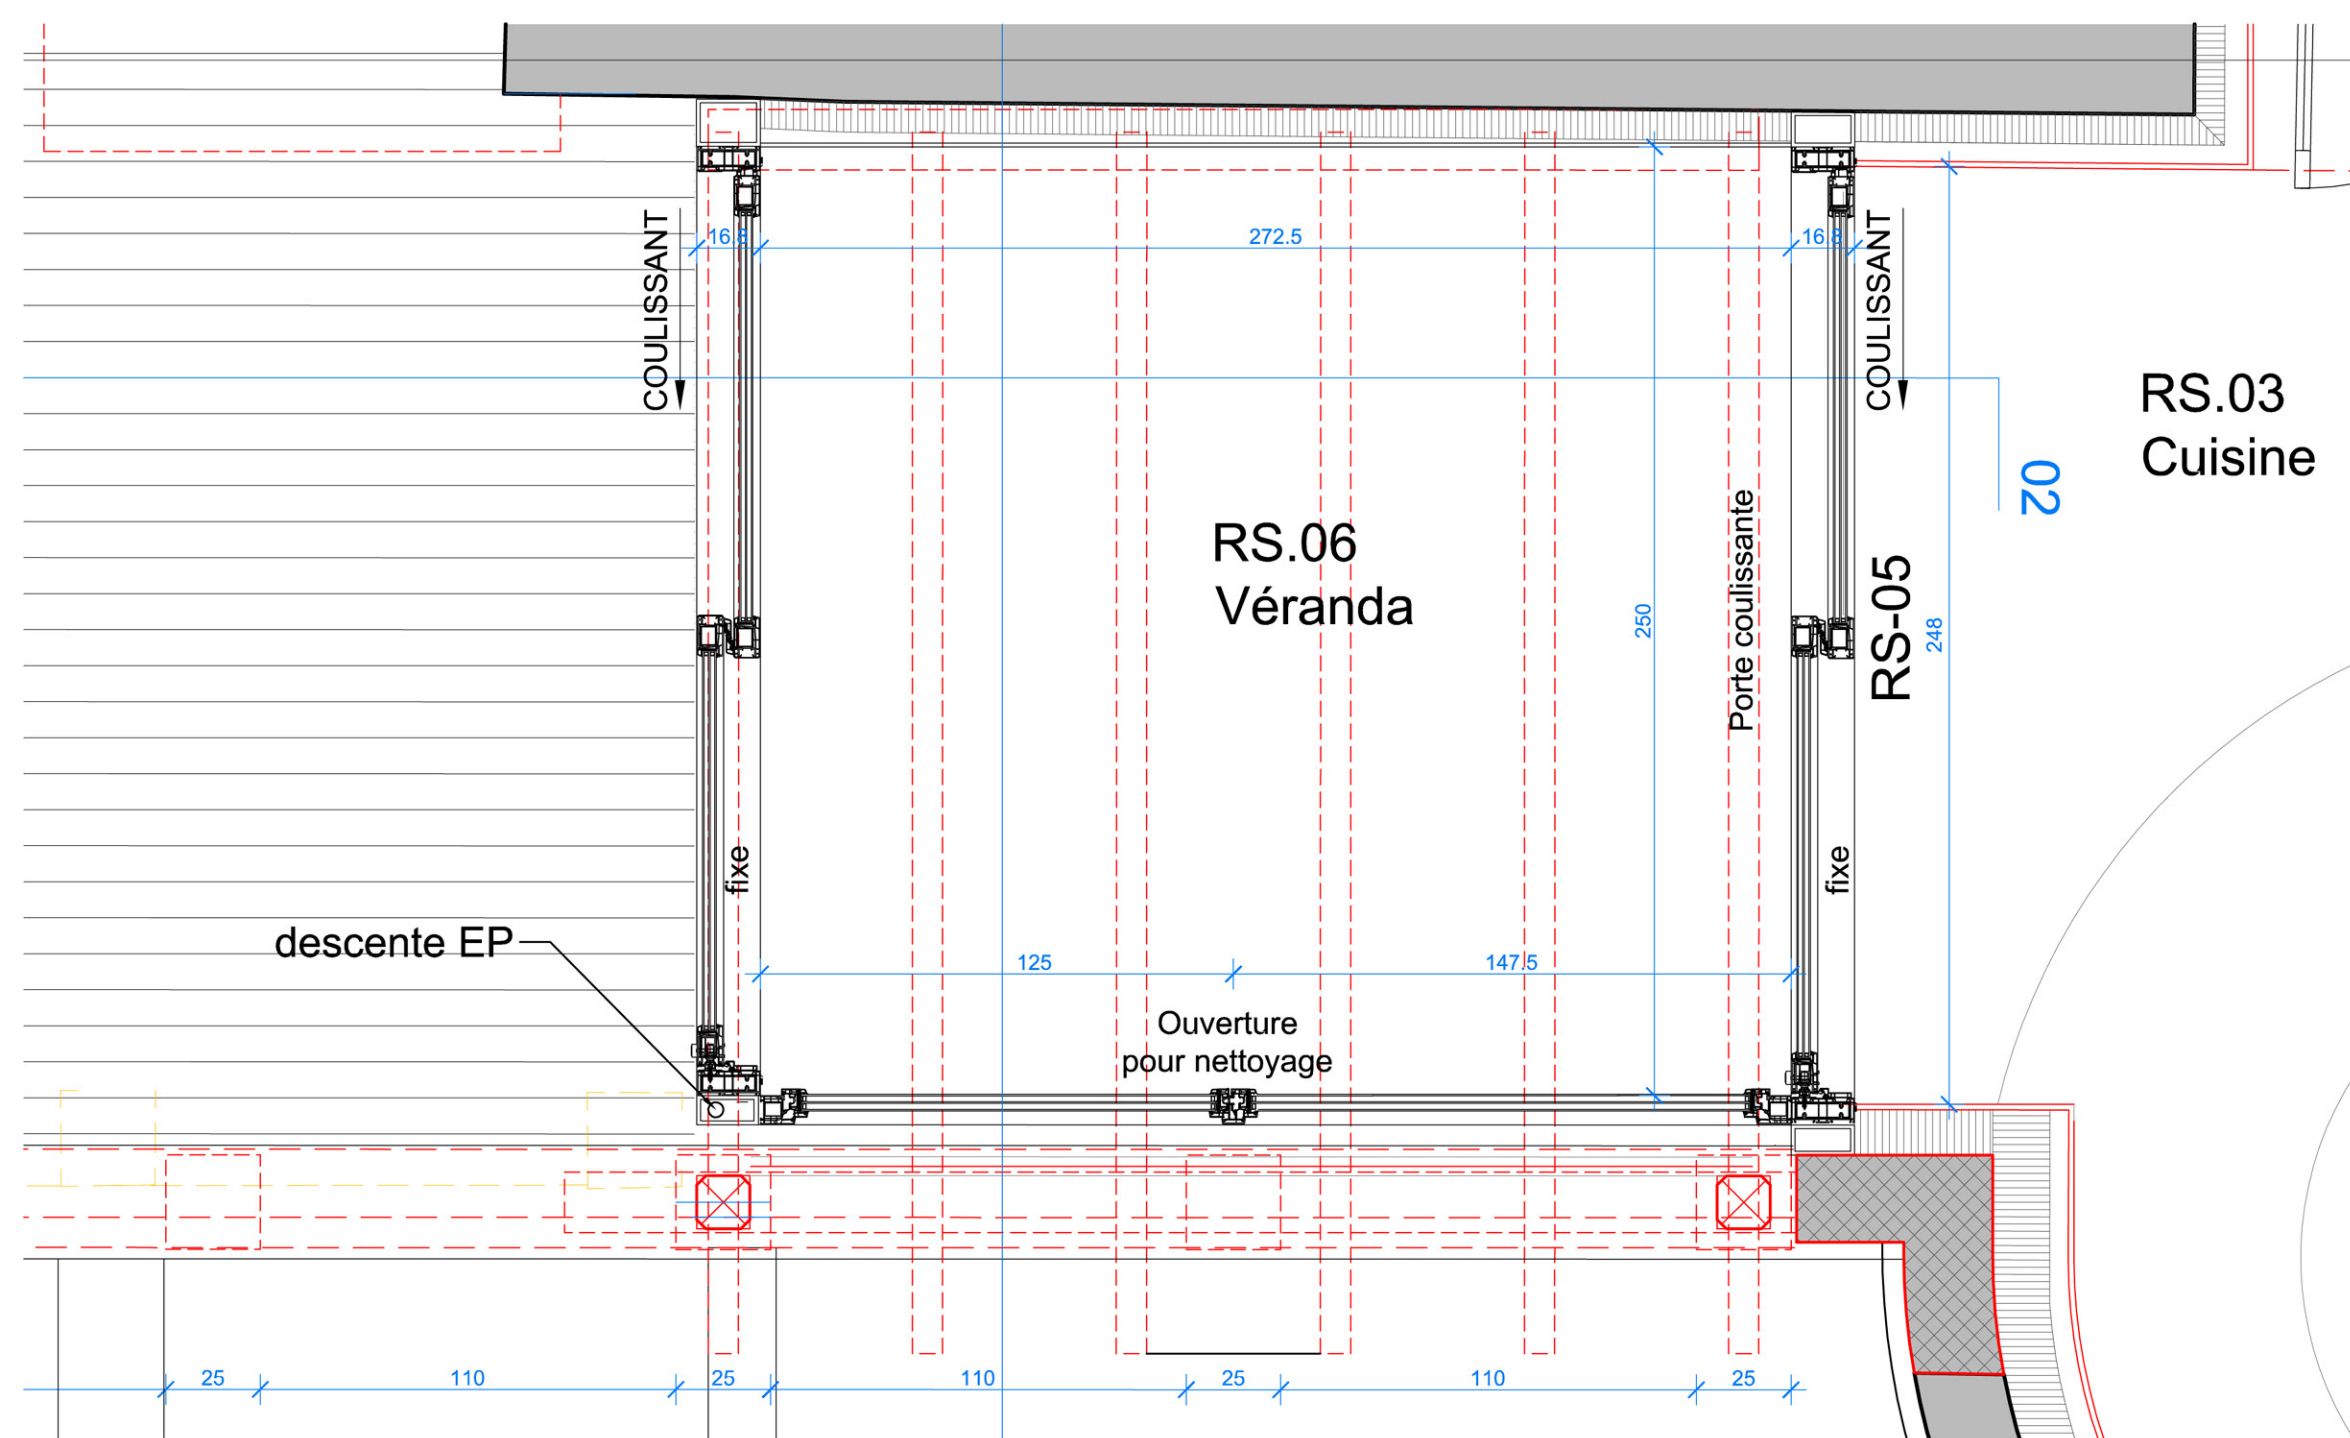 16.8
272.5
16.8
COULISSANT
COULISSANT
RS.03
Cuisine
02
RS.06
Véranda
Porte coulissante
250
RS-05
248
fixe
fixe
descente EP
125
147.5
Ouverture
pour nettoyage
25
110
25
110
25
110
25